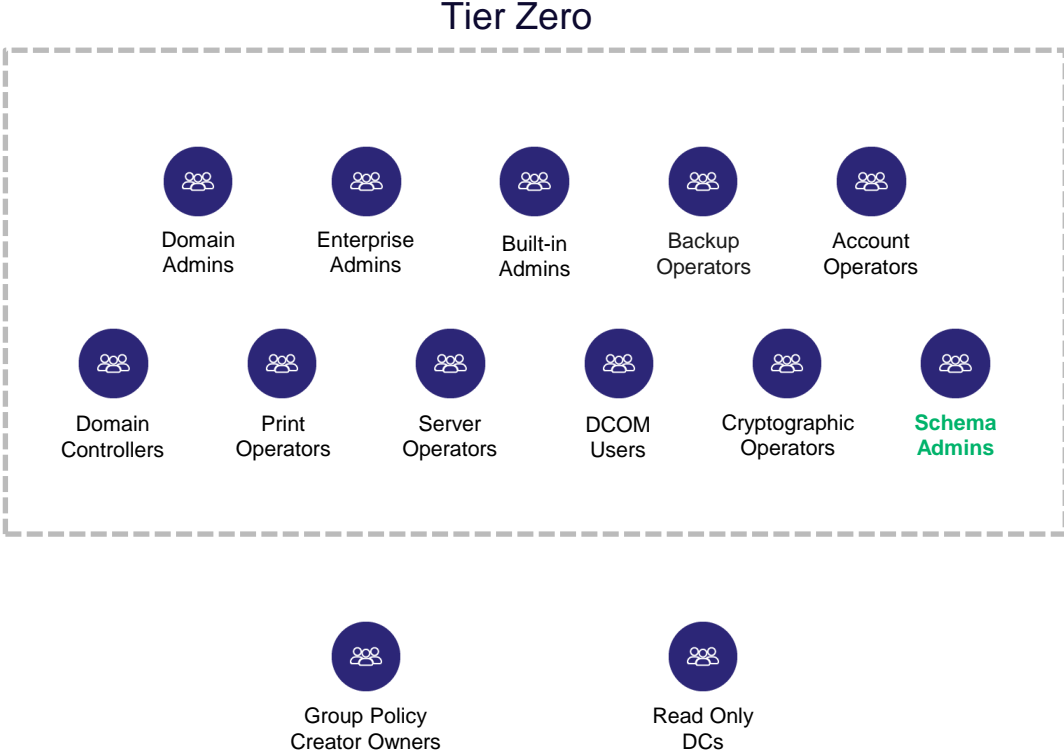 Tier Zero
Domain
Admins
Enterprise
Admins
Built-in
Admins
Backup
Operators
Account
Operators
Domain
Controllers
Print
Operators
Server
Operators
DCOM
Users
Cryptographic
Operators
Schema
Admins
Group Policy
Creator Owners
Read Only
DCs